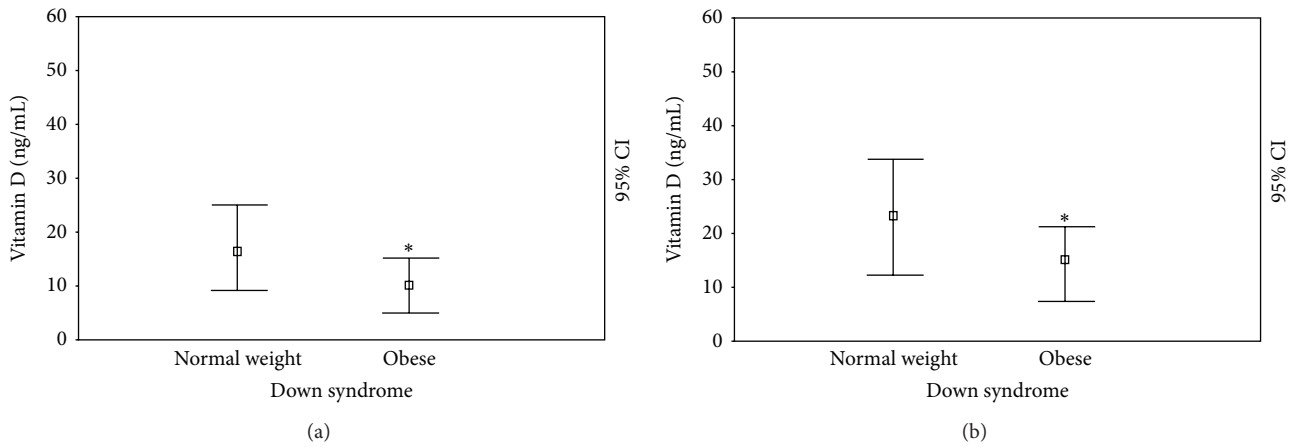 60
50
40
30
20
10
0
Vitamin D (ng/mL)
*
95% CI
Normal weight Obese
Down syndrome
(a)
60
50
40
30
20
10
0
Vitamin D (ng/mL)
*
95% CI
Normal weight Obese
Down syndrome
(b)